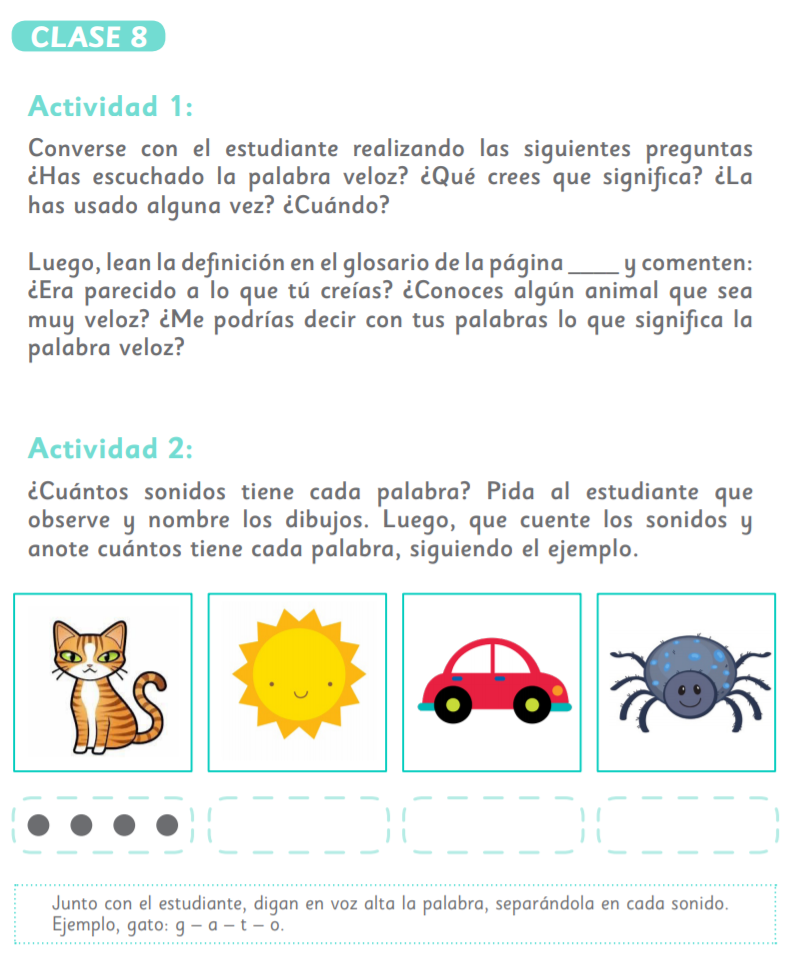 CLASE 8
Actividad 1:
Converse con el estudiante realizando las siguientes preguntas
¿Has escuchado la palabra veloz? ¿Qué crees que significa? ¿La
has usado alguna vez? ¿Cuándo?
Luego, lean la definición en el glosario de la página ____ y comenten:
¿Era parecido a lo que tú creías? ¿Conoces algún animal que sea
muy veloz? ¿Me podrías decir con tus palabras lo que significa la
palabra veloz?
Actividad 2:
¿Cuántos sonidos tiene cada palabra? Pida al estudiante que
observe y nombre los dibujos. Luego, que cuente los sonidos y
anote cuántos tiene cada palabra, siguiendo el ejemplo.
Junto con el estudiante, digan en voz alta la palabra, separándola en cada sonido.
Ejemplo, gato: g – a – t – o.